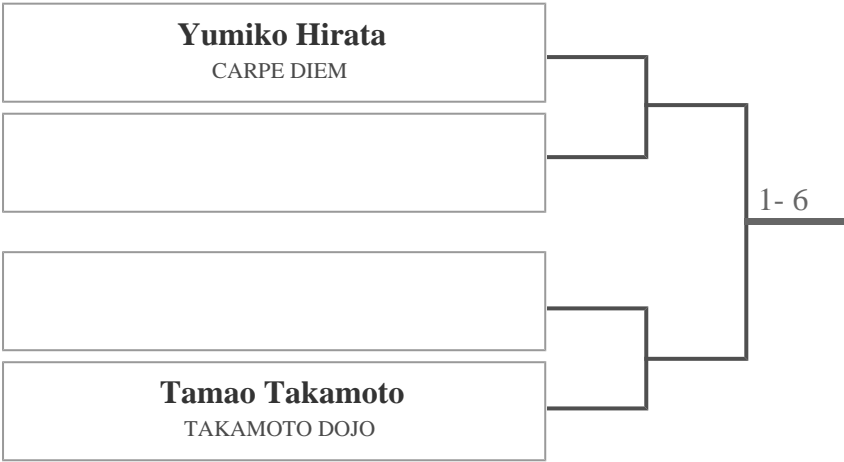 Yumiko Hirata
CARPE DIEM
1- 6
Tamao Takamoto
TAKAMOTO DOJO